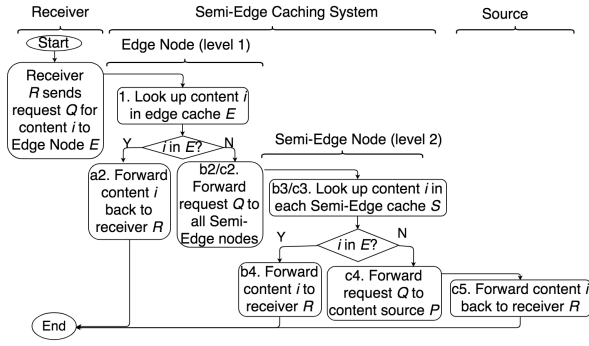 Receiver
Semi-Edge Caching System
Source
Start
Edge Node (level 1)
Receiver
R sends
request Q for
content i to
Edge Node E
1. Look up content i
in edge cache E
Y
i in E?
N
Semi-Edge Node (level 2)
a2. Forward
content i
back to
receiver R
b2/c2.
Forward
request Q to
all Semi-
Edge nodes
b3/c3. Look up content i in
each Semi-Edge cache S
Y
i in E?
N
b4. Forward
content i to
receiver R
c4. Forward
request Q to
content source P
c5. Forward content i
back to receiver R
End